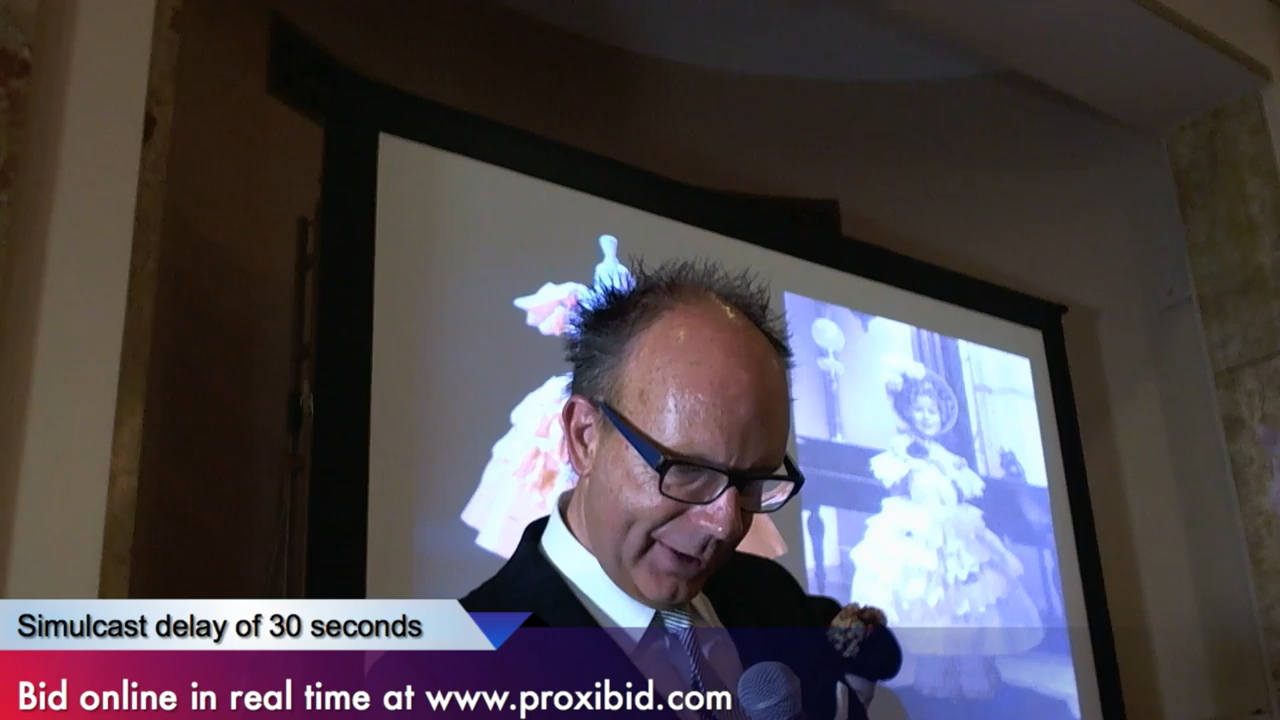 Simulcast delay of 30 seconds
Bid online in real time at www.proxibid.com